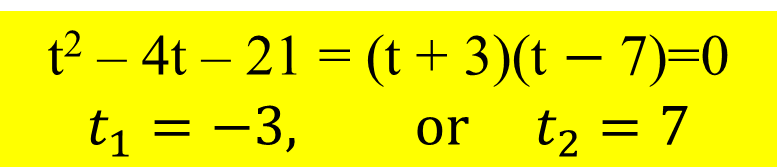 t² – 4t – 21 = (t + 3)(t − 7)=0
t₁ = −3, or t₂ = 7